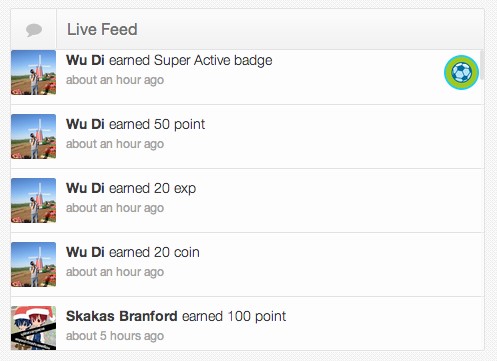 Live Feed
Wu Di earned Super Active badge
about an hour ago
Wu Di earned 50 point
about an hour ago
Wu Di earned 20 exp
about an hour ago
Wu Di earned 20 coin
about an hour ago
Skakas Branford earned 100 point
about 5 hours ago